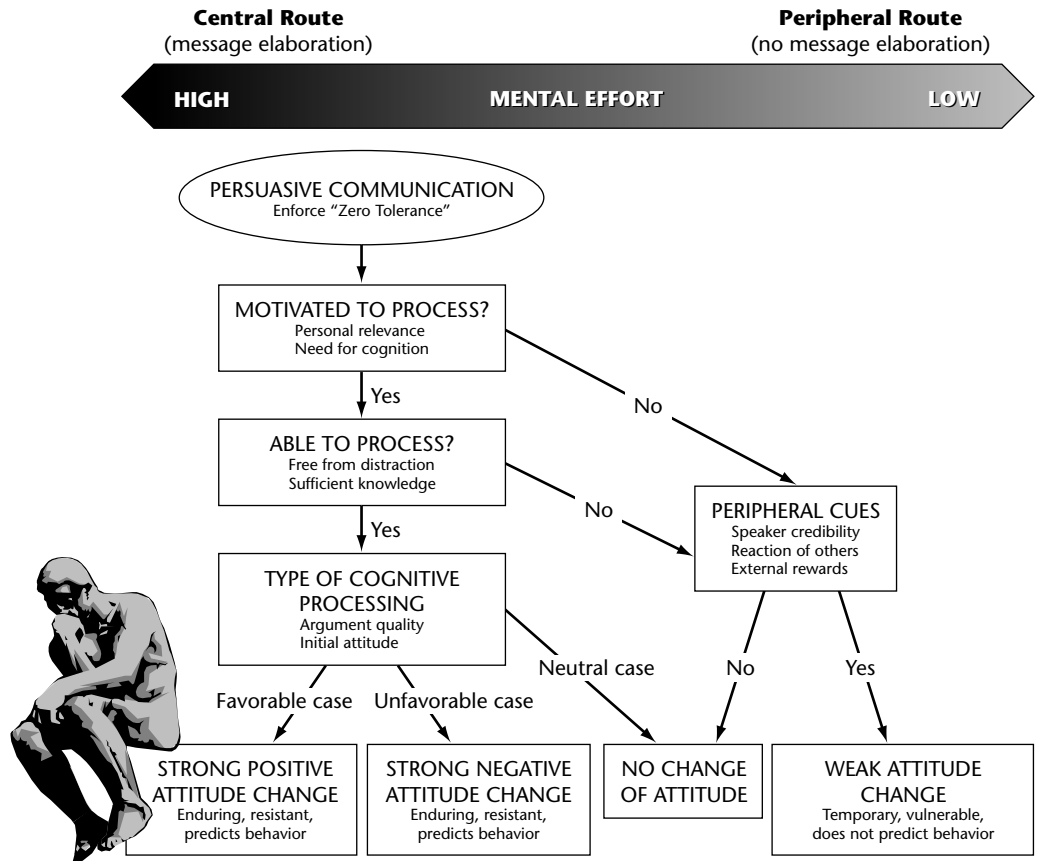 Central Route
(message elaboration)
Peripheral Route
(no message elaboration)
HIGH
MENTAL EFFORT
LOW
PERSUASIVE COMMUNICATION
Enforce “Zero Tolerance”
MOTIVATED TO PROCESS?
Personal relevance
Need for cognition
No
Yes
ABLE TO PROCESS?
Free from distraction
Sufficient knowledge
No
Yes
PERIPHERAL CUES
Speaker credibility
Reaction of others
External rewards
TYPE OF COGNITIVE
PROCESSING
Argument quality
Initial attitude
Neutral case
No
Yes
Favorable case
Unfavorable case
STRONG POSITIVE
ATTITUDE CHANGE
Enduring, resistant,
predicts behavior
STRONG NEGATIVE
ATTITUDE CHANGE
Enduring, resistant,
predicts behavior
NO CHANGE
OF ATTITUDE
WEAK ATTITUDE
CHANGE
Temporary, vulnerable,
does not predict behavior